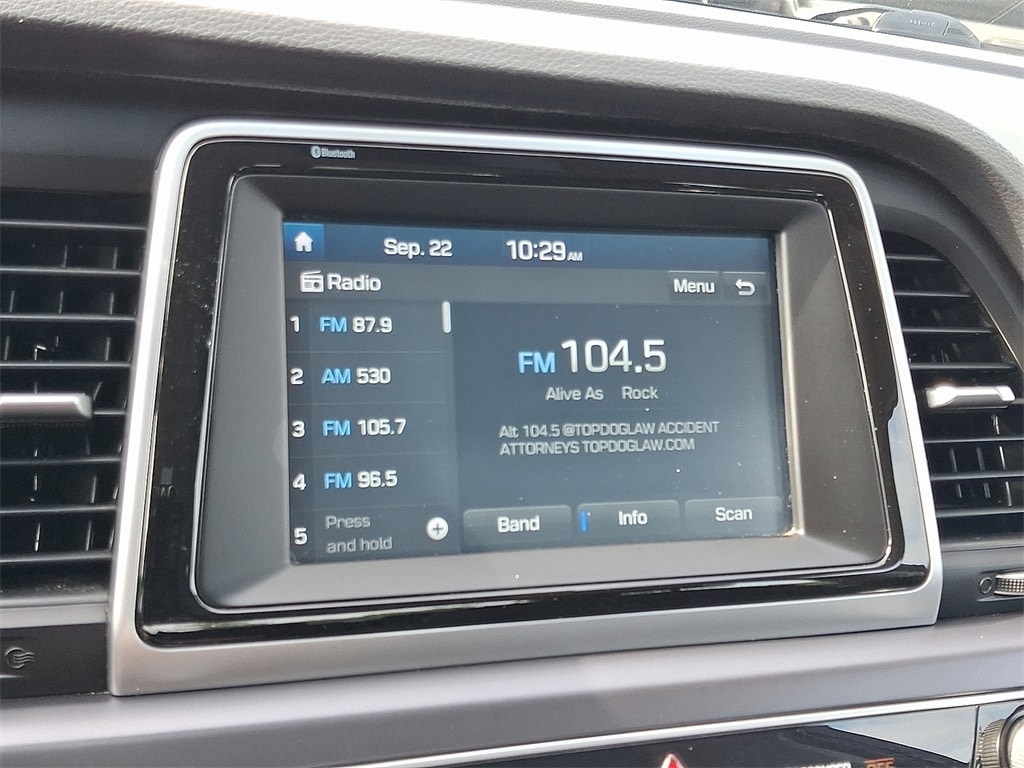 Bluetooth
Sep. 22 10:29 AM
Radio Menu
1 FM 87.9
2 AM 530
3 FM 105.7
4 FM 96.5
5 Press
and hold
FM 104.5
Alive As Rock
Alt 104.5 @TOPDOGLAW ACCIDENT
ATTORNEYS TOPDOGLAW.COM
Band Info Scan
OFF